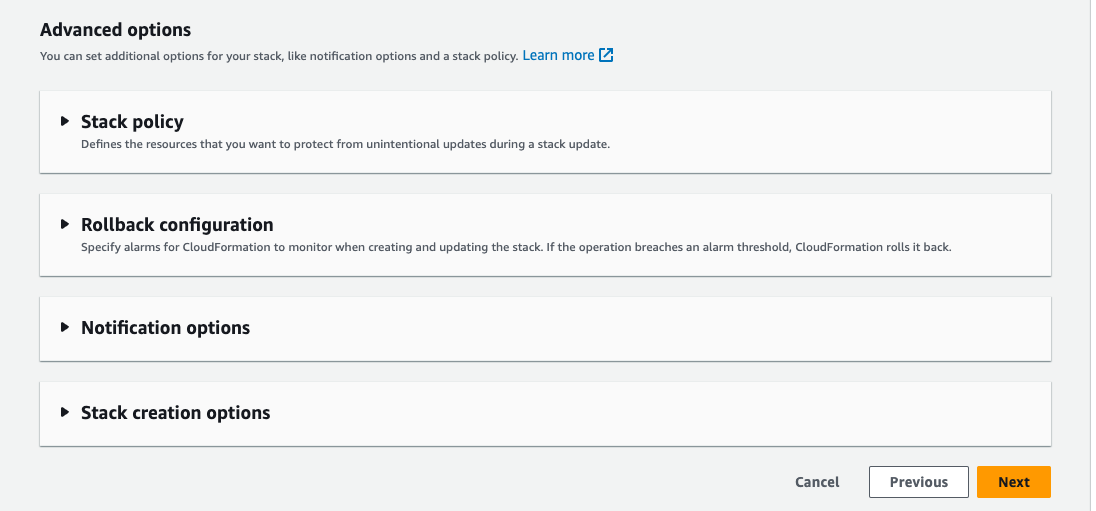 Advanced options
You can set additional options for your stack, like notification options and a stack policy. Learn more
Stack policy
Defines the resources that you want to protect from unintentional updates during a stack update.
Rollback configuration
Specify alarms for CloudFormation to monitor when creating and updating the stack. If the operation breaches an alarm threshold, CloudFormation rolls it back.
Notification options
Stack creation options
Cancel Previous Next